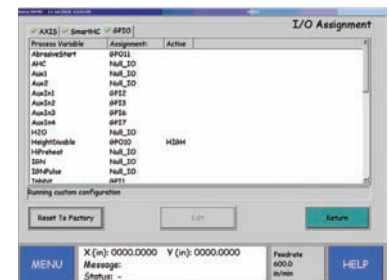 I/O Assignment
AXIS SmartHC GPIO
Process Variable Assignment Active
AbrasiveStart GPO11
AHC Null_IO
Aux1 Null_IO
Aux2 Null_IO
AuxIn1 GPI2
AuxIn2 GPI3
AuxIn3 GPI6
AuxIn4 GPI7
H2O Null_IO
HeightDisable GPO10 HIGH
HiPreheat Null_IO
IGN Null_IO
IGNPulse Null_IO
Inhibit GPI1
Running custom configuration
Reset To Factory Edit Return
MENU
X (in): 0000.0000 Y (in): 0000.0000
Message:
Status: -
Feedrate
600.0
in/min
HELP